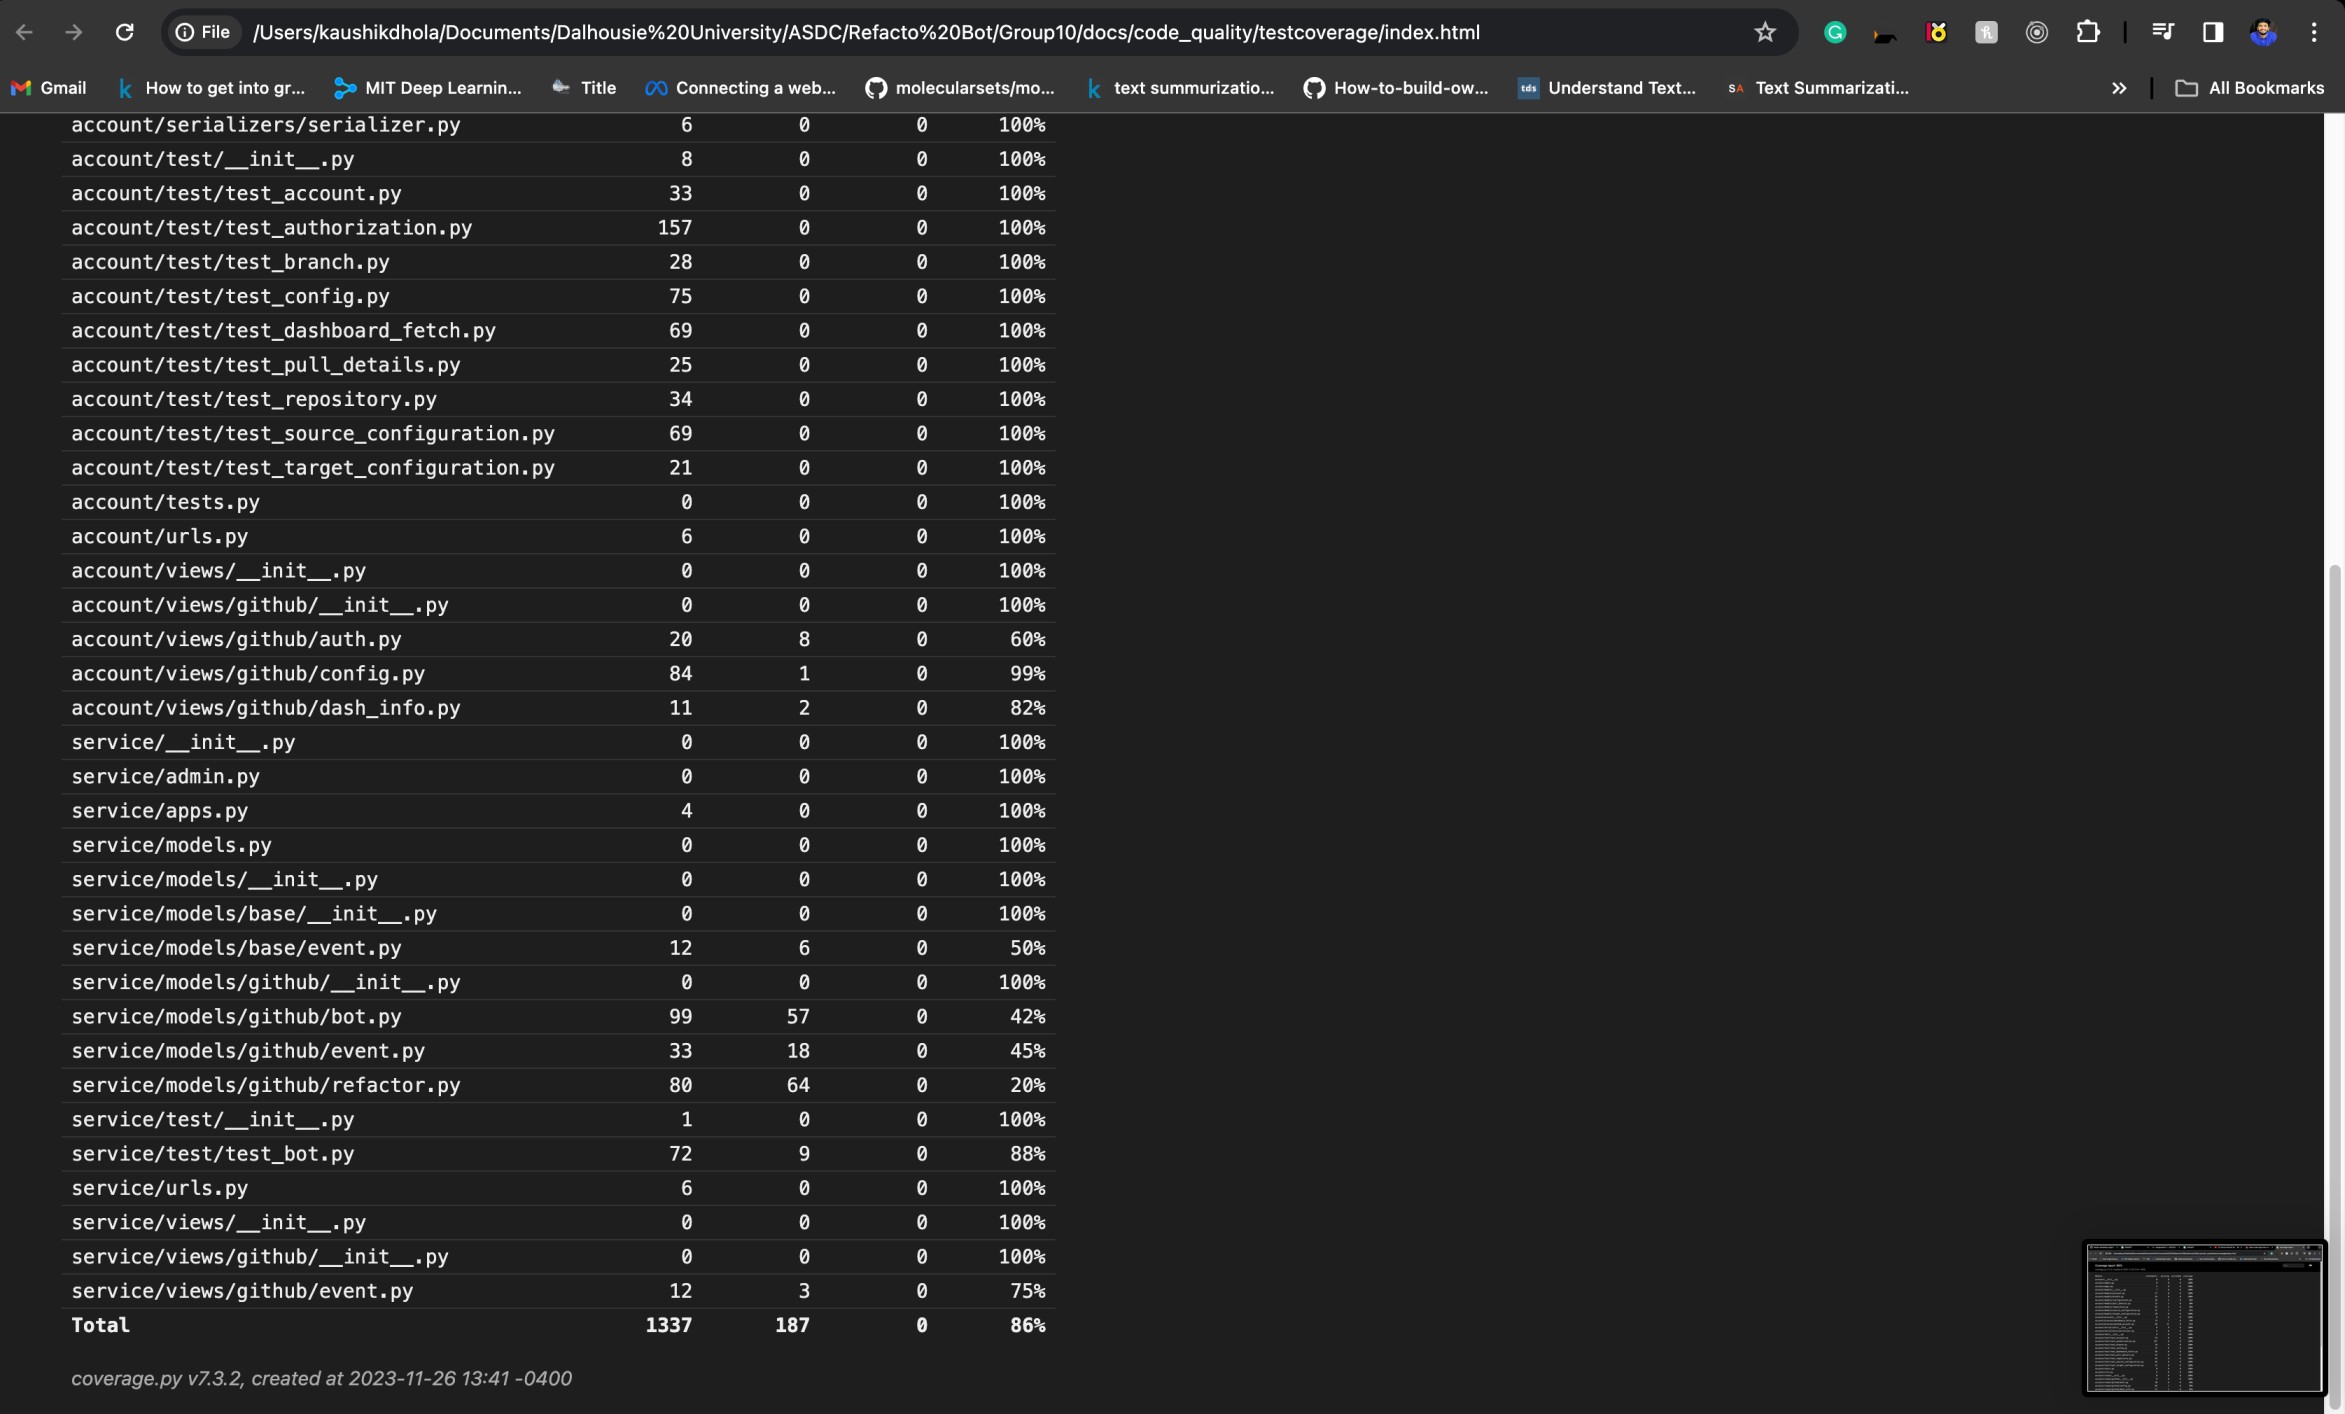 File /Users/kaushikdhola/Documents/Dalhousie%20University/ASDC/Refacto%20Bot/Group10/docs/code_quality/testcoverage/index.html
Gmail How to get into gr... MIT Deep Learnin... Title Connecting a web... molecularsets/mo... text summurizatio... How-to-build-ow... tds Understand Text... SA Text Summarizati... » All Bookmarks
account/serializers/serializer.py 6 0 0 100%
account/test/__init__.py 8 0 0 100%
account/test/test_account.py 33 0 0 100%
account/test/test_authorization.py 157 0 0 100%
account/test/test_branch.py 28 0 0 100%
account/test/test_config.py 75 0 0 100%
account/test/test_dashboard_fetch.py 69 0 0 100%
account/test/test_pull_details.py 25 0 0 100%
account/test/test_repository.py 34 0 0 100%
account/test/test_source_configuration.py 69 0 0 100%
account/test/test_target_configuration.py 21 0 0 100%
account/tests.py 0 0 0 100%
account/urls.py 6 0 0 100%
account/views/__init__.py 0 0 0 100%
account/views/github/__init__.py 0 0 0 100%
account/views/github/auth.py 20 8 0 60%
account/views/github/config.py 84 1 0 99%
account/views/github/dash_info.py 11 2 0 82%
service/__init__.py 0 0 0 100%
service/admin.py 0 0 0 100%
service/apps.py 4 0 0 100%
service/models.py 0 0 0 100%
service/models/__init__.py 0 0 0 100%
service/models/base/__init__.py 0 0 0 100%
service/models/base/event.py 12 6 0 50%
service/models/github/__init__.py 0 0 0 100%
service/models/github/bot.py 99 57 0 42%
service/models/github/event.py 33 18 0 45%
service/models/github/refactor.py 80 64 0 20%
service/test/__init__.py 1 0 0 100%
service/test/test_bot.py 72 9 0 88%
service/urls.py 6 0 0 100%
service/views/__init__.py 0 0 0 100%
service/views/github/__init__.py 0 0 0 100%
service/views/github/event.py 12 3 0 75%
Total 1337 187 0 86%
coverage.py v7.3.2, created at 2023-11-26 13:41 -0400